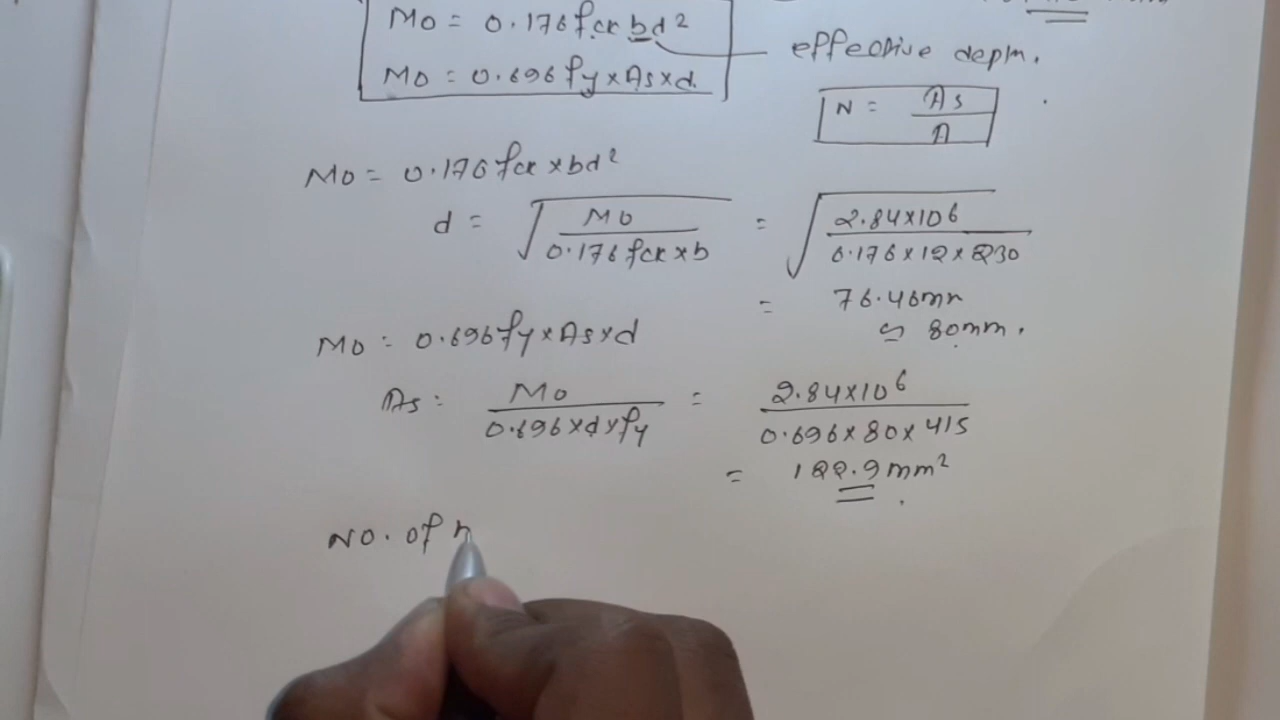 Mo = 0.176 fck bd²
effective depth.
Mo = 0.696 fy × As × d
N = As / A
Mo = 0.176 fck × bd²
d = √(Mo / 0.176 fck × b) = √(2.84×10⁶ / 0.176 × 12 × 230)
= 76.46mm
≃ 80mm.
Mo = 0.696 fy × As × d
As = Mo / 0.696 × d × fy = 2.84×10⁶ / 0.696 × 80 × 415
= 122.9 mm²
No. of